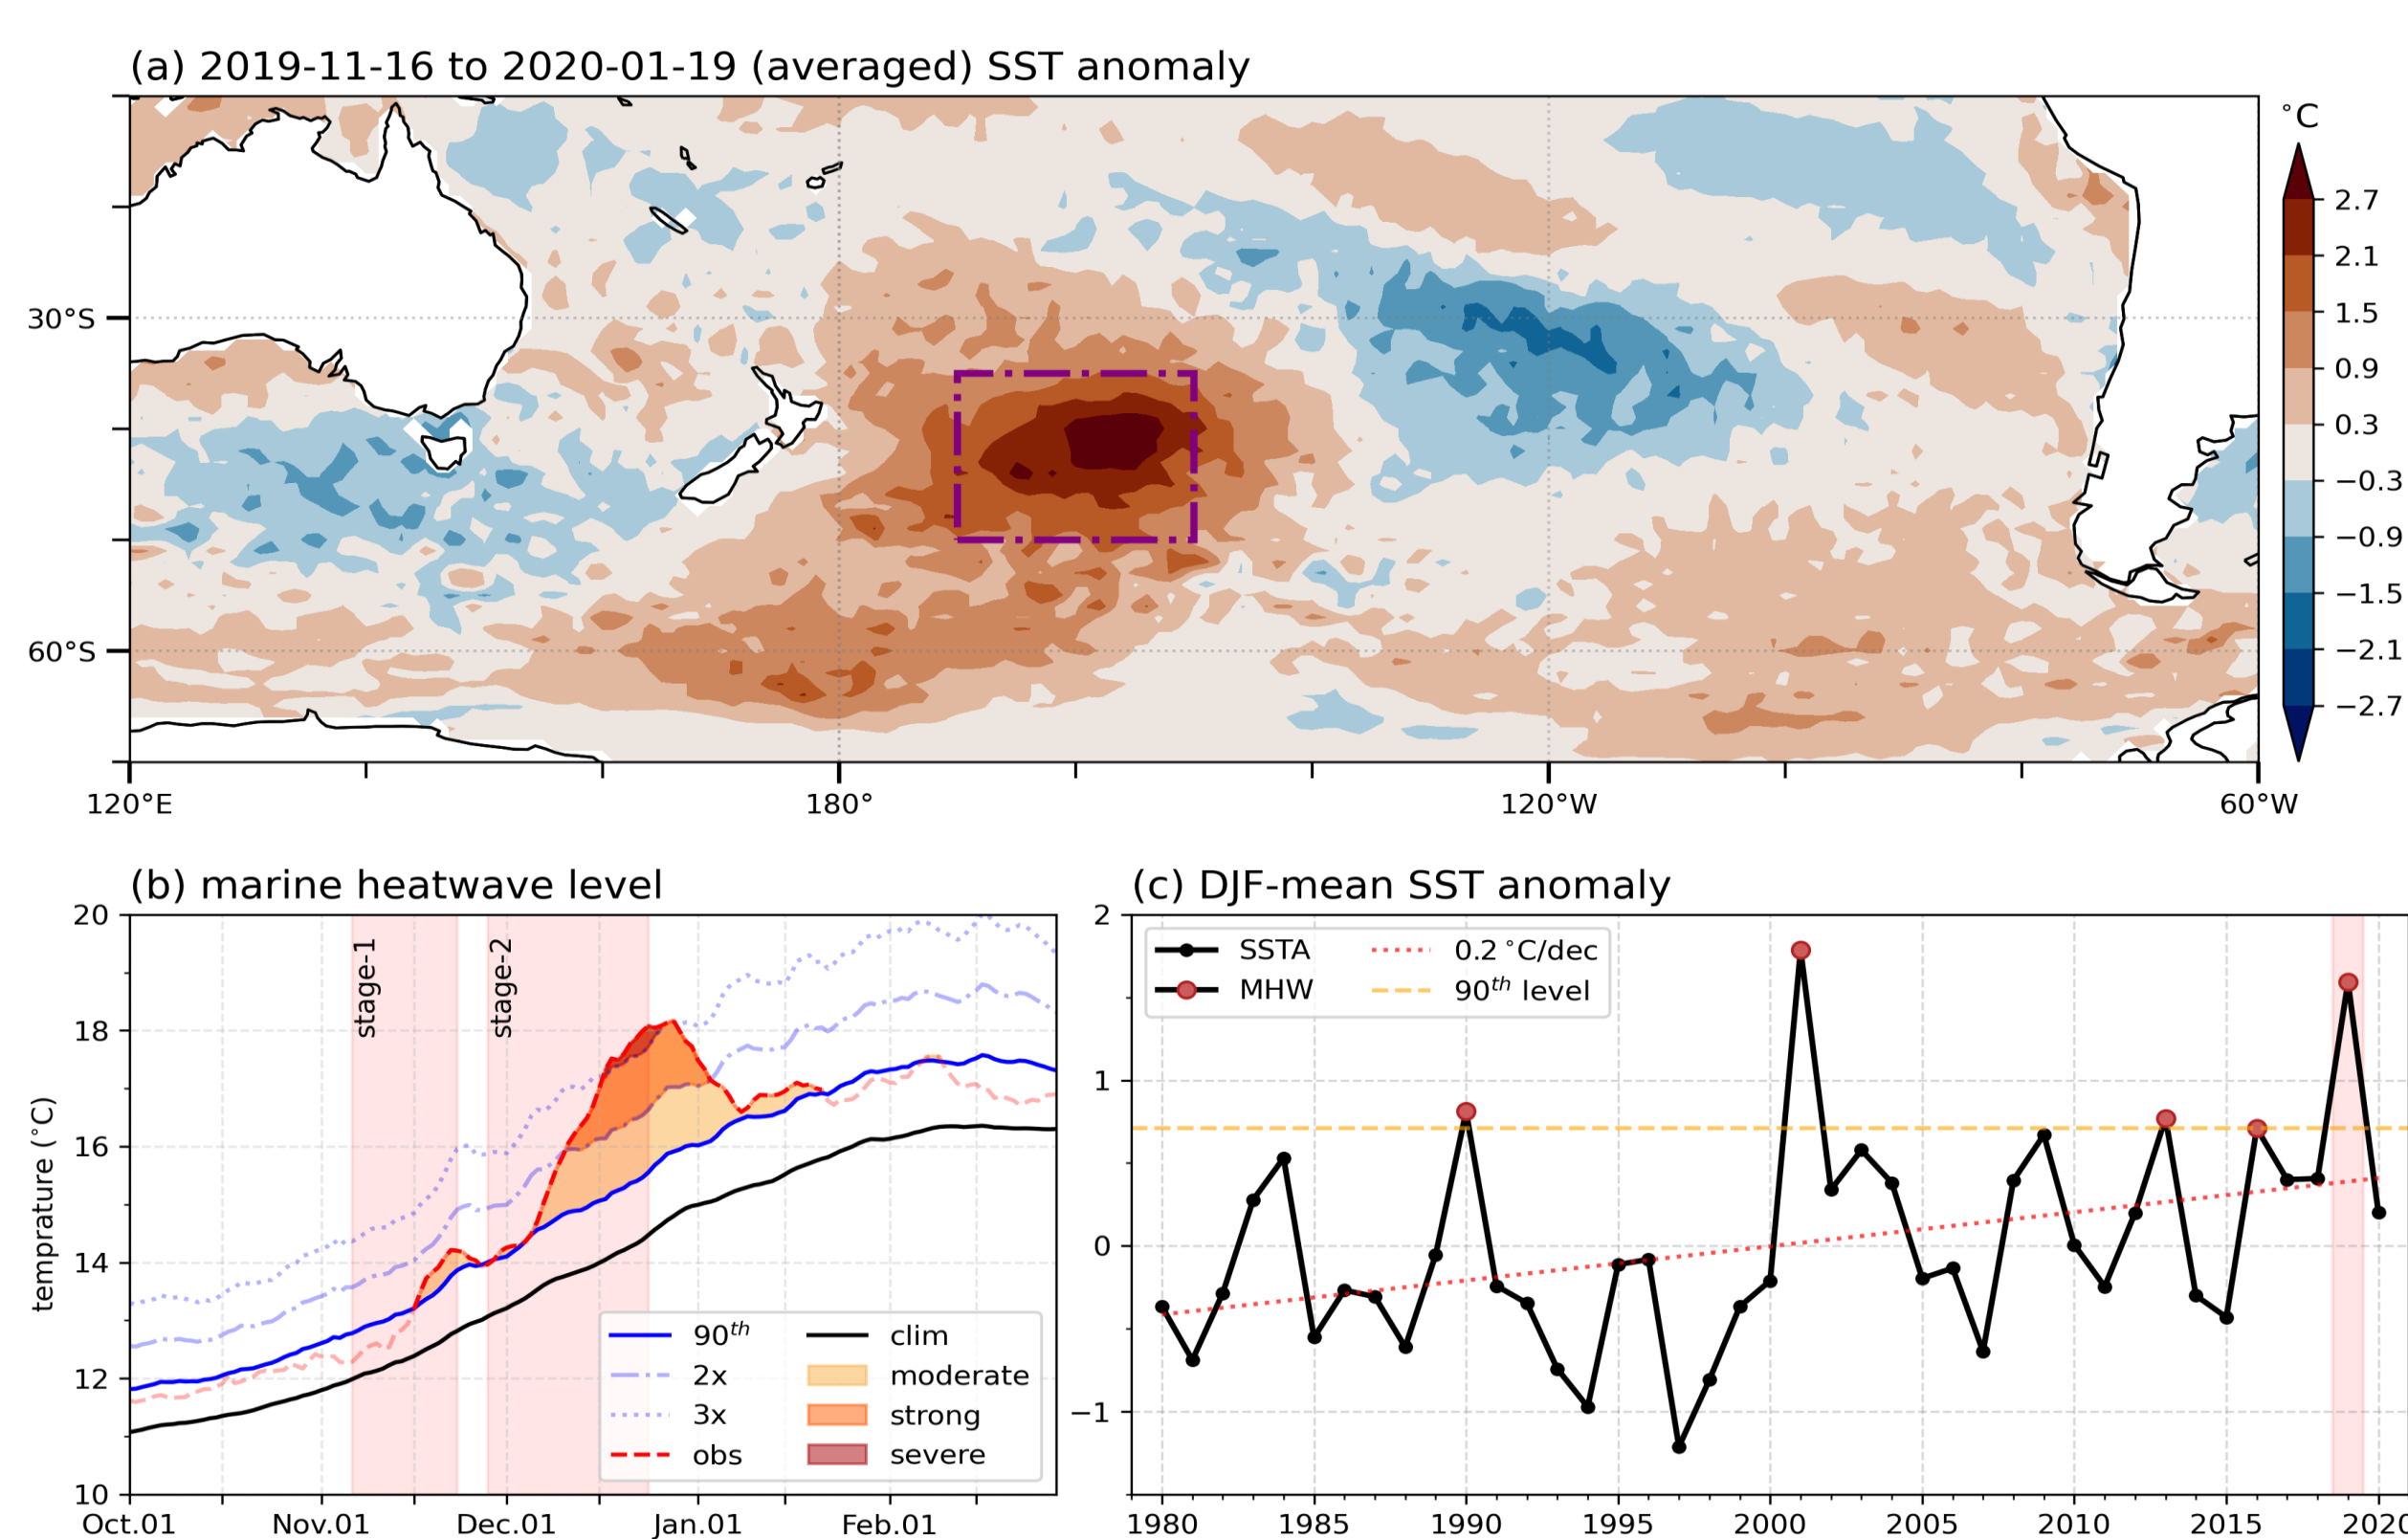 (a) 2019-11-16 to 2020-01-19 (averaged) SST anomaly
°C
2.7
2.1
1.5
0.9
0.3
−0.3
−0.9
−1.5
−2.1
−2.7
30°S
60°S
120°E 180° 120°W 60°W
(b) marine heatwave level
20
18
16
14
12
10
temprature (°C)
stage-1
stage-2
90th clim
2x moderate
3x strong
obs severe
Oct.01 Nov.01 Dec.01 Jan.01 Feb.01
(c) DJF-mean SST anomaly
2
1
0
−1
SSTA 0.2 °C/dec
MHW 90th level
1980 1985 1990 1995 2000 2005 2010 2015 2020